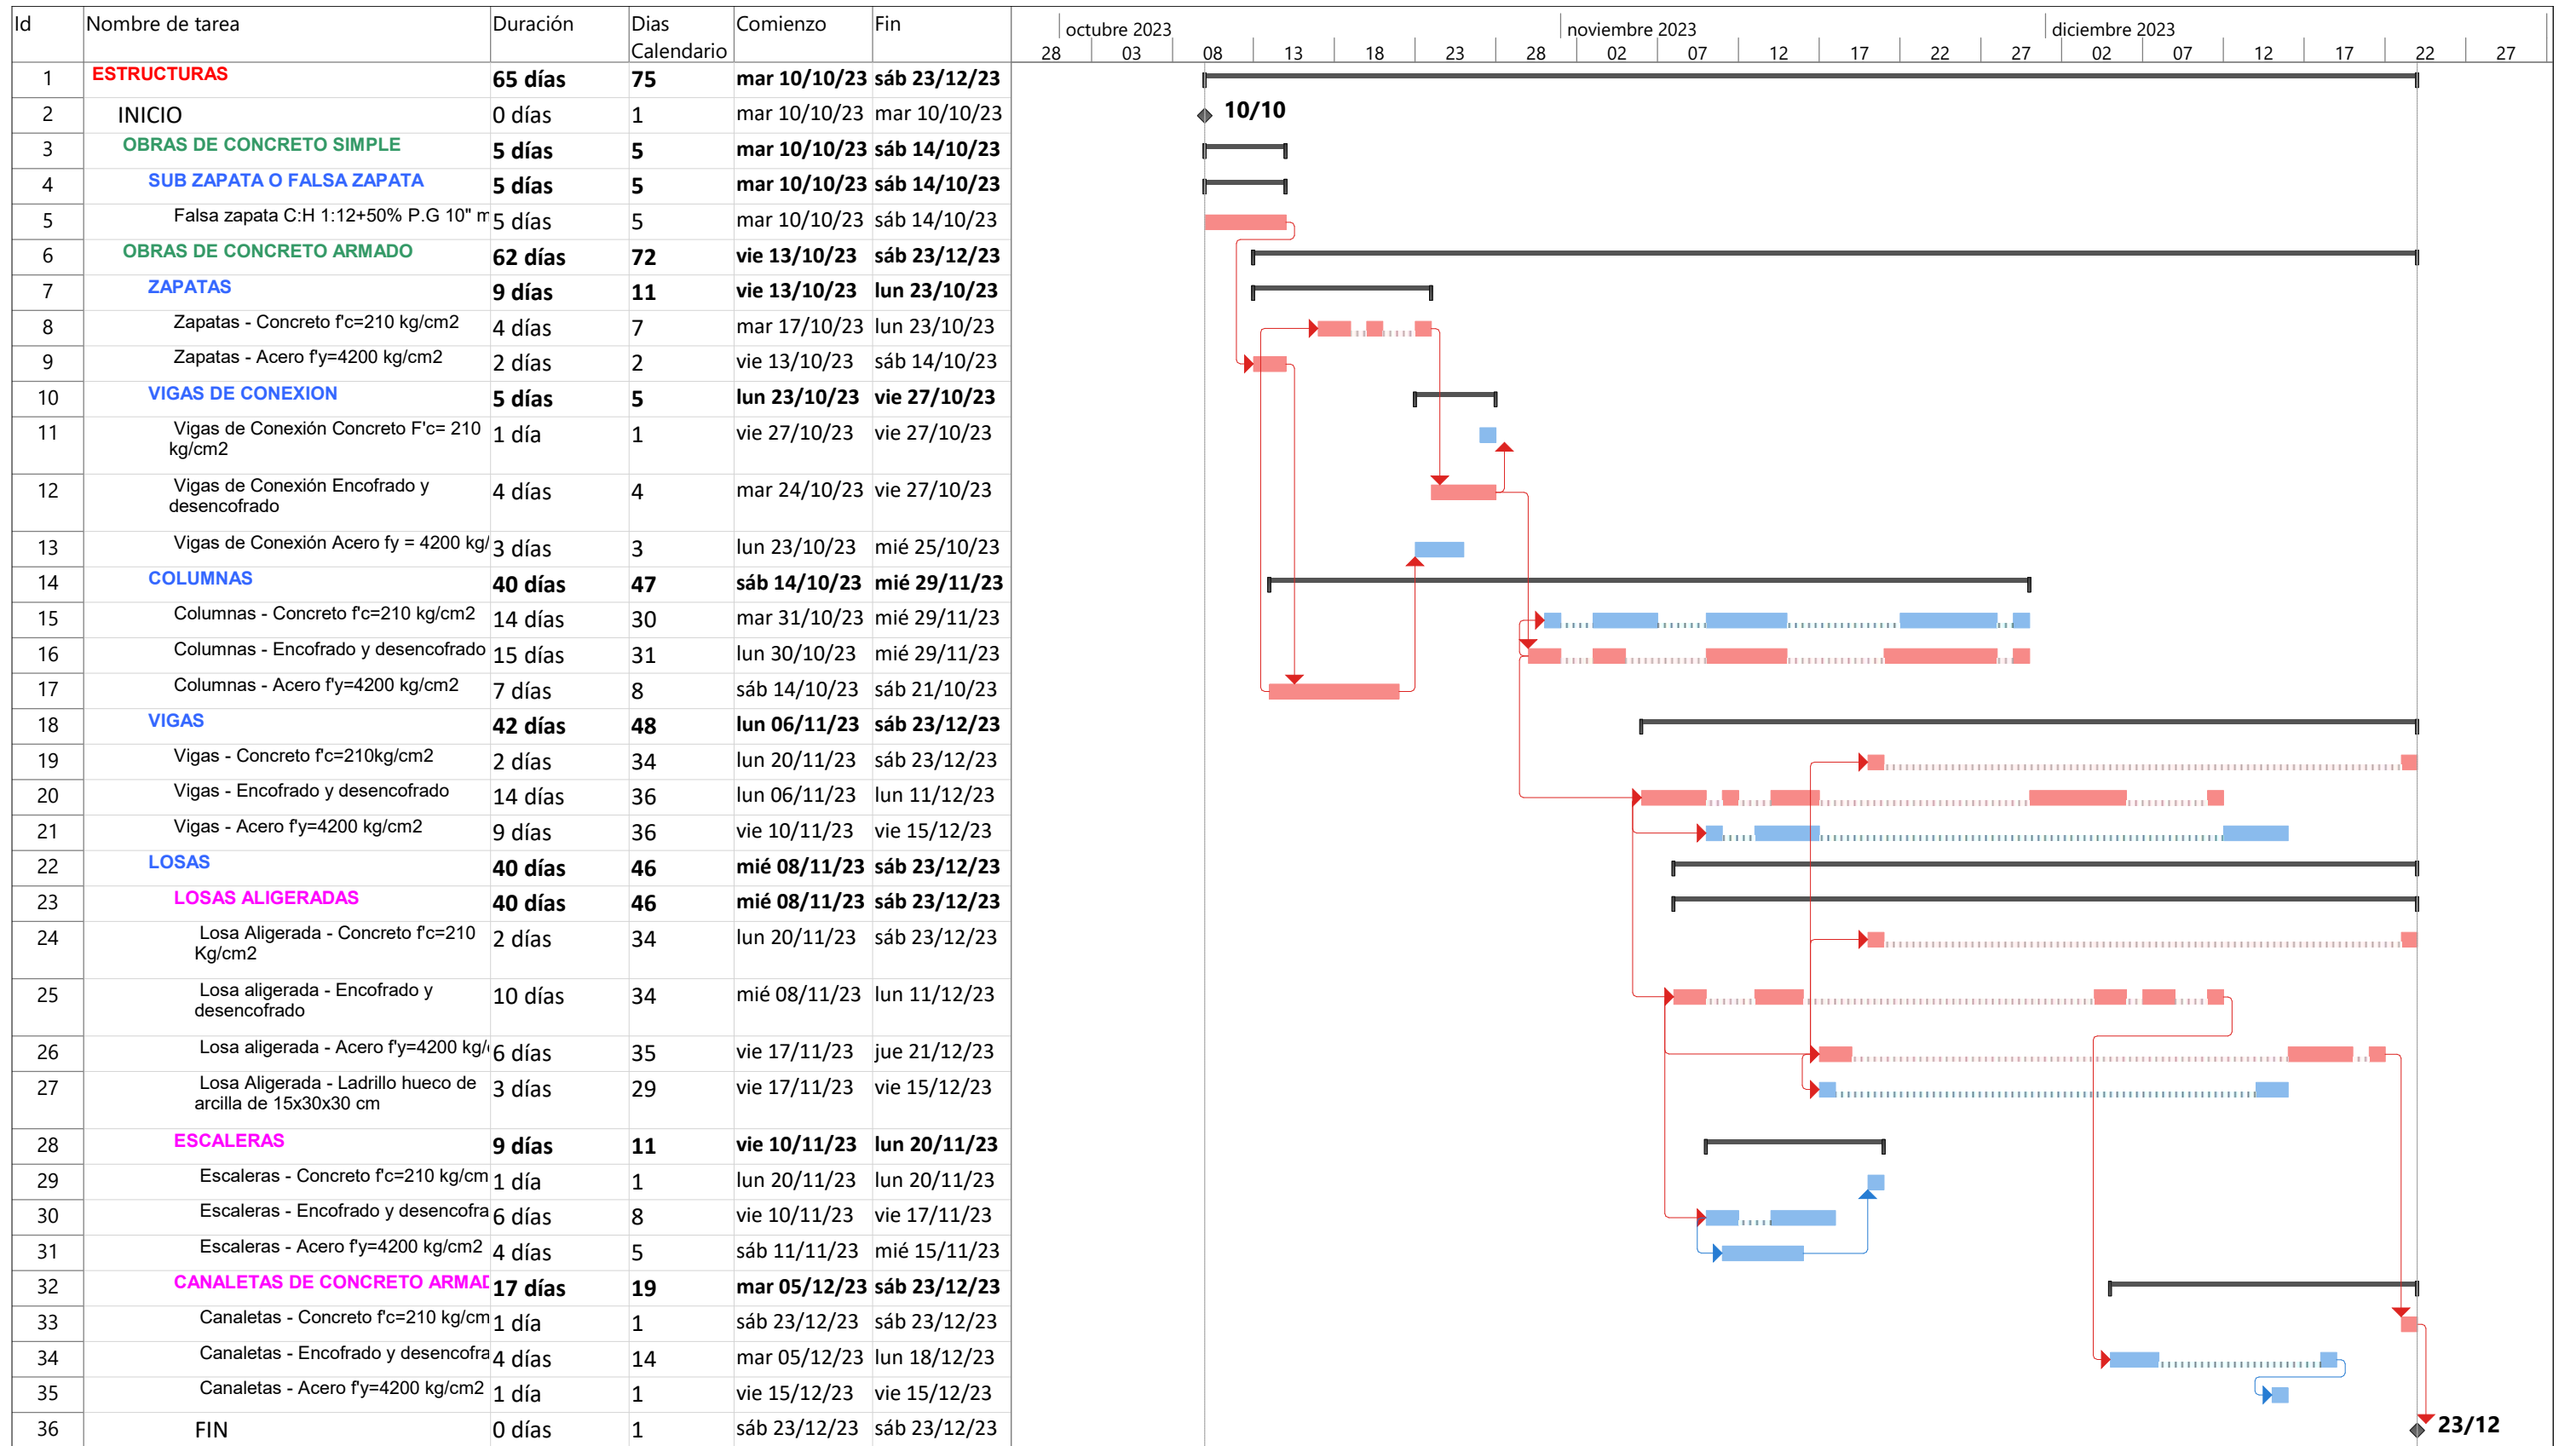 Id Nombre de tarea Duración Dias Calendario Comienzo Fin
octubre 2023 noviembre 2023 diciembre 2023
28 03 08 13 18 23 28 02 07 12 17 22 27 02 07 12 17 22 27
1 ESTRUCTURAS 65 días 75 mar 10/10/23 sáb 23/12/23
2 INICIO 0 días 1 mar 10/10/23 mar 10/10/23 10/10
3 OBRAS DE CONCRETO SIMPLE 5 días 5 mar 10/10/23 sáb 14/10/23
4 SUB ZAPATA O FALSA ZAPATA 5 días 5 mar 10/10/23 sáb 14/10/23
5 Falsa zapata C:H 1:12+50% P.G 10" m 5 días 5 mar 10/10/23 sáb 14/10/23
6 OBRAS DE CONCRETO ARMADO 62 días 72 vie 13/10/23 sáb 23/12/23
7 ZAPATAS 9 días 11 vie 13/10/23 lun 23/10/23
8 Zapatas - Concreto f'c=210 kg/cm2 4 días 7 mar 17/10/23 lun 23/10/23
9 Zapatas - Acero f'y=4200 kg/cm2 2 días 2 vie 13/10/23 sáb 14/10/23
10 VIGAS DE CONEXION 5 días 5 lun 23/10/23 vie 27/10/23
11 Vigas de Conexión Concreto F'c= 210 1 día 1 vie 27/10/23 vie 27/10/23
kg/cm2
12 Vigas de Conexión Encofrado y 4 días 4 mar 24/10/23 vie 27/10/23
desencofrado
13 Vigas de Conexión Acero fy = 4200 kg/ 3 días 3 lun 23/10/23 mié 25/10/23
14 COLUMNAS 40 días 47 sáb 14/10/23 mié 29/11/23
15 Columnas - Concreto f'c=210 kg/cm2 14 días 30 mar 31/10/23 mié 29/11/23
16 Columnas - Encofrado y desencofrado 15 días 31 lun 30/10/23 mié 29/11/23
17 Columnas - Acero f'y=4200 kg/cm2 7 días 8 sáb 14/10/23 sáb 21/10/23
18 VIGAS 42 días 48 lun 06/11/23 sáb 23/12/23
19 Vigas - Concreto f'c=210kg/cm2 2 días 34 lun 20/11/23 sáb 23/12/23
20 Vigas - Encofrado y desencofrado 14 días 36 lun 06/11/23 lun 11/12/23
21 Vigas - Acero f'y=4200 kg/cm2 9 días 36 vie 10/11/23 vie 15/12/23
22 LOSAS 40 días 46 mié 08/11/23 sáb 23/12/23
23 LOSAS ALIGERADAS 40 días 46 mié 08/11/23 sáb 23/12/23
24 Losa Aligerada - Concreto f'c=210 2 días 34 lun 20/11/23 sáb 23/12/23
Kg/cm2
25 Losa aligerada - Encofrado y 10 días 34 mié 08/11/23 lun 11/12/23
desencofrado
26 Losa aligerada - Acero f'y=4200 kg/ 6 días 35 vie 17/11/23 jue 21/12/23
27 Losa Aligerada - Ladrillo hueco de 3 días 29 vie 17/11/23 vie 15/12/23
arcilla de 15x30x30 cm
28 ESCALERAS 9 días 11 vie 10/11/23 lun 20/11/23
29 Escaleras - Concreto f'c=210 kg/cm 1 día 1 lun 20/11/23 lun 20/11/23
30 Escaleras - Encofrado y desencofra 6 días 8 vie 10/11/23 vie 17/11/23
31 Escaleras - Acero f'y=4200 kg/cm2 4 días 5 sáb 11/11/23 mié 15/11/23
32 CANALETAS DE CONCRETO ARMAD 17 días 19 mar 05/12/23 sáb 23/12/23
33 Canaletas - Concreto f'c=210 kg/cm 1 día 1 sáb 23/12/23 sáb 23/12/23
34 Canaletas - Encofrado y desencofra 4 días 14 mar 05/12/23 lun 18/12/23
35 Canaletas - Acero f'y=4200 kg/cm2 1 día 1 vie 15/12/23 vie 15/12/23
36 FIN 0 días 1 sáb 23/12/23 sáb 23/12/23 23/12